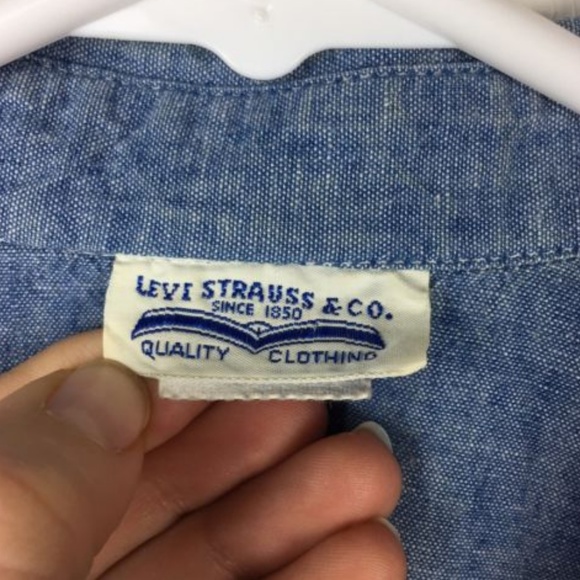 LEVI STRAUSS & CO.
SINCE 1850
QUALITY CLOTHING